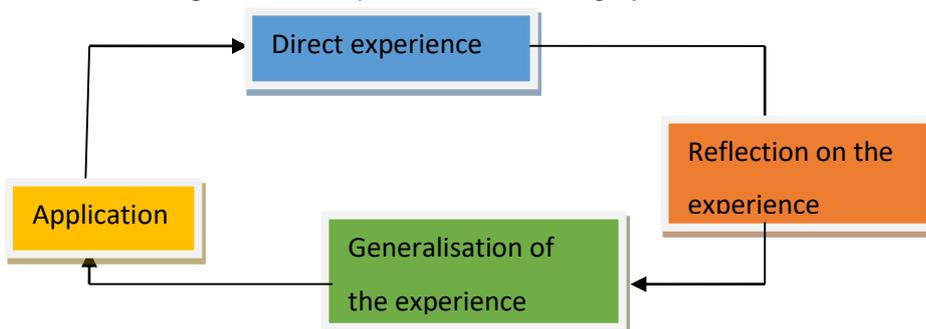 Direct experience
Reflection on the
experience
Generalisation of
the experience
Application